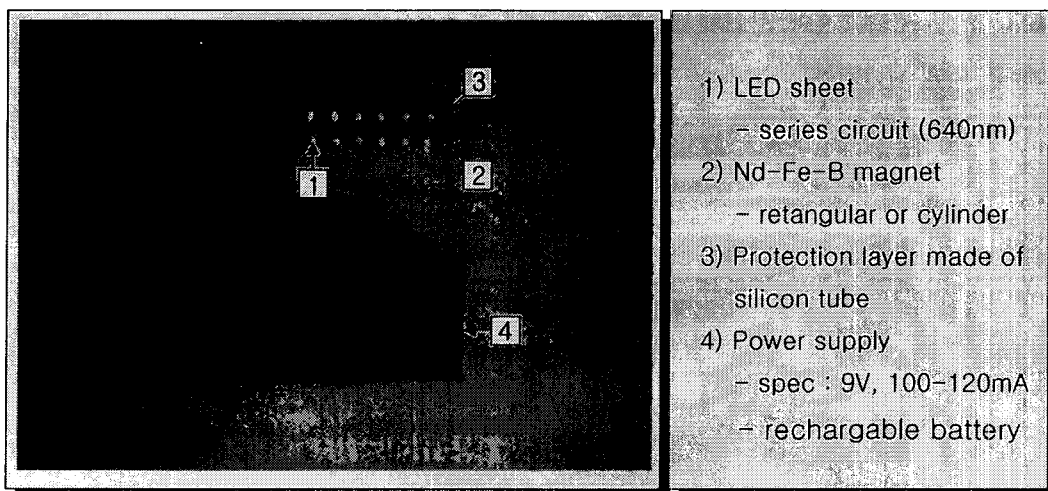 3
1
2
4
1) LED sheet
- series circuit (640nm)
2) Nd-Fe-B magnet
- retangular or cylinder
3) Protection layer made of
silicon tube
4) Power supply
- spec : 9V, 100-120mA
- rechargable battery